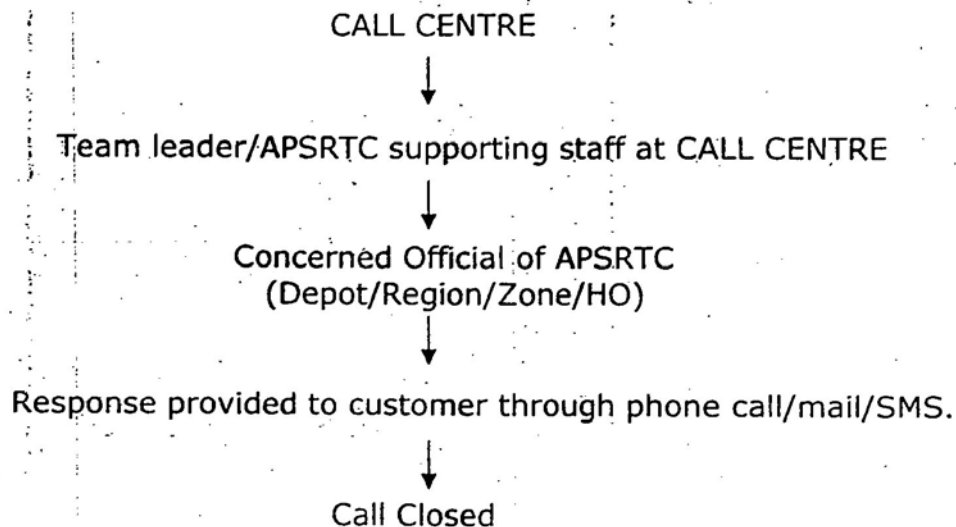 CALL CENTRE
Team leader/APSRTC supporting staff at CALL CENTRE
Concerned Official of APSRTC
(Depot/Region/Zone/HO)
Response provided to customer through phone call/mail/SMS.
Call Closed